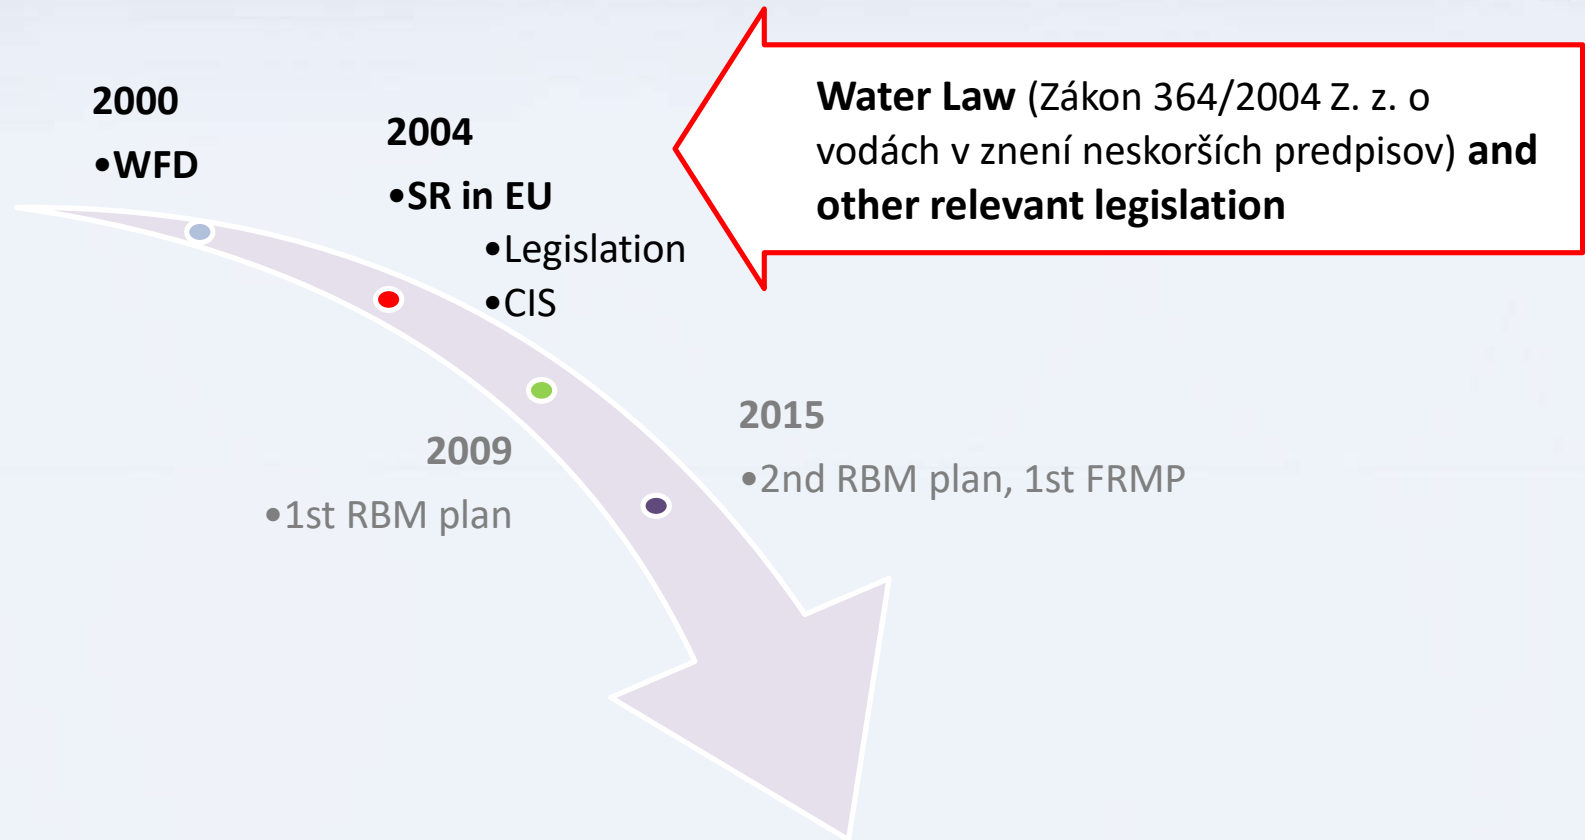 2000
•WFD
2004
•SR in EU
•Legislation
•CIS
Water Law (Zákon 364/2004 Z. z. o
vodách v znení neskorších predpisov) and
other relevant legislation
2009
•1st RBM plan
2015
•2nd RBM plan, 1st FRMP